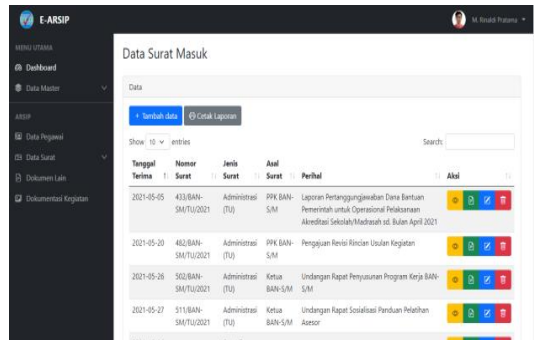 E-ARSIP
M. Rinaldi Pratama
MENU UTAMA
Dashboard
Data Master
ARSIP
Data Pegawai
Data Surat
Dokumen Lain
Dokumentasi Kegiatan
Data Surat Masuk
Data
+ Tambah data
Cetak Laporan
Show 10 entries
Search:
Tanggal Terima Nomor Surat Jenis Surat Asal Surat Perihal Aksi
2021-05-05 433/BAN-SM/TU/2021 Administrasi (TU) PPK BAN-S/M Laporan Pertanggungjawaban Dana Bantuan
Pemerintah untuk Operasional Pelaksanaan
Akreditasi Sekolah/Madrasah sd. Bulan April 2021
2021-05-20 482/BAN-SM/TU/2021 Administrasi (TU) PPK BAN-S/M Pengajuan Revisi Rincian Usulan Kegiatan
2021-05-26 502/BAN-SM/TU/2021 Administrasi (TU) Ketua BAN-S/M Undangan Rapat Penyusunan Program Kerja BAN-
S/M
2021-05-27 511/BAN-SM/TU/2021 Administrasi (TU) Ketua BAN-S/M Undangan Rapat Sosialisasi Panduan Pelatihan
Asesor